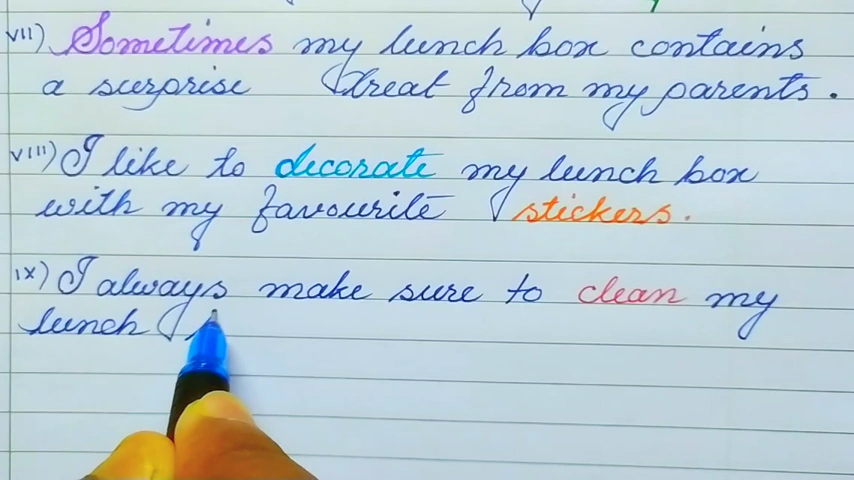 vii) Sometimes my lunch box contains
a surprise treat from my parents.
viii) I like to decorate my lunch box
with my favourite stickers.
ix) I always make sure to clean my
lunch